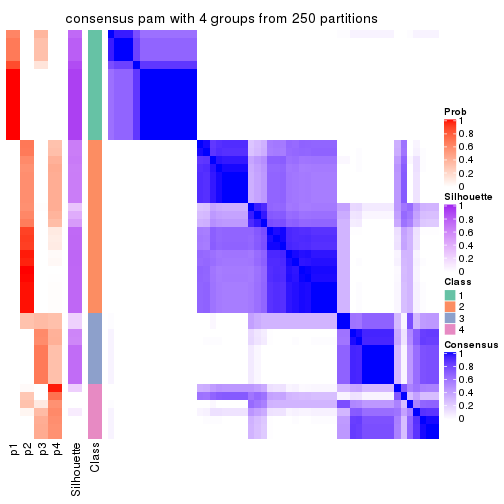 consensus pam with 4 groups from 250 partitions
Prob
1
0.8
0.6
0.4
0.2
0
Silhouette
1
0.8
0.6
0.4
0.2
0
Class
1
2
3
4
Consensus
1
0.8
0.6
0.4
0.2
0
p1
p2
p3
p4
Silhouette
Class